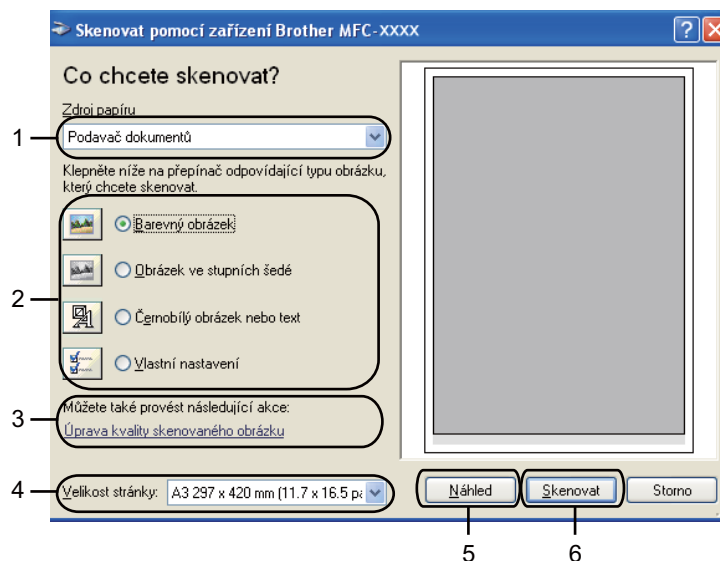 Skenovat pomocí zařízení Brother MFC-XXXX
Co chcete skenovat?
Zdroj papíru
1
Podavač dokumentů
Klepněte níže na přepínač odpovídající typu obrázku,
který chcete skenovat.
2
Barevný obrázek
Obrázek ve stupních šedé
Černobílý obrázek nebo text
Vlastní nastavení
3
Můžete také provést následující akce:
Úprava kvality skenovaného obrázku
4
Velikost stránky: A3 297 x 420 mm (11.7 x 16.5 pa
Náhled
Skenovat
Storno
5
6